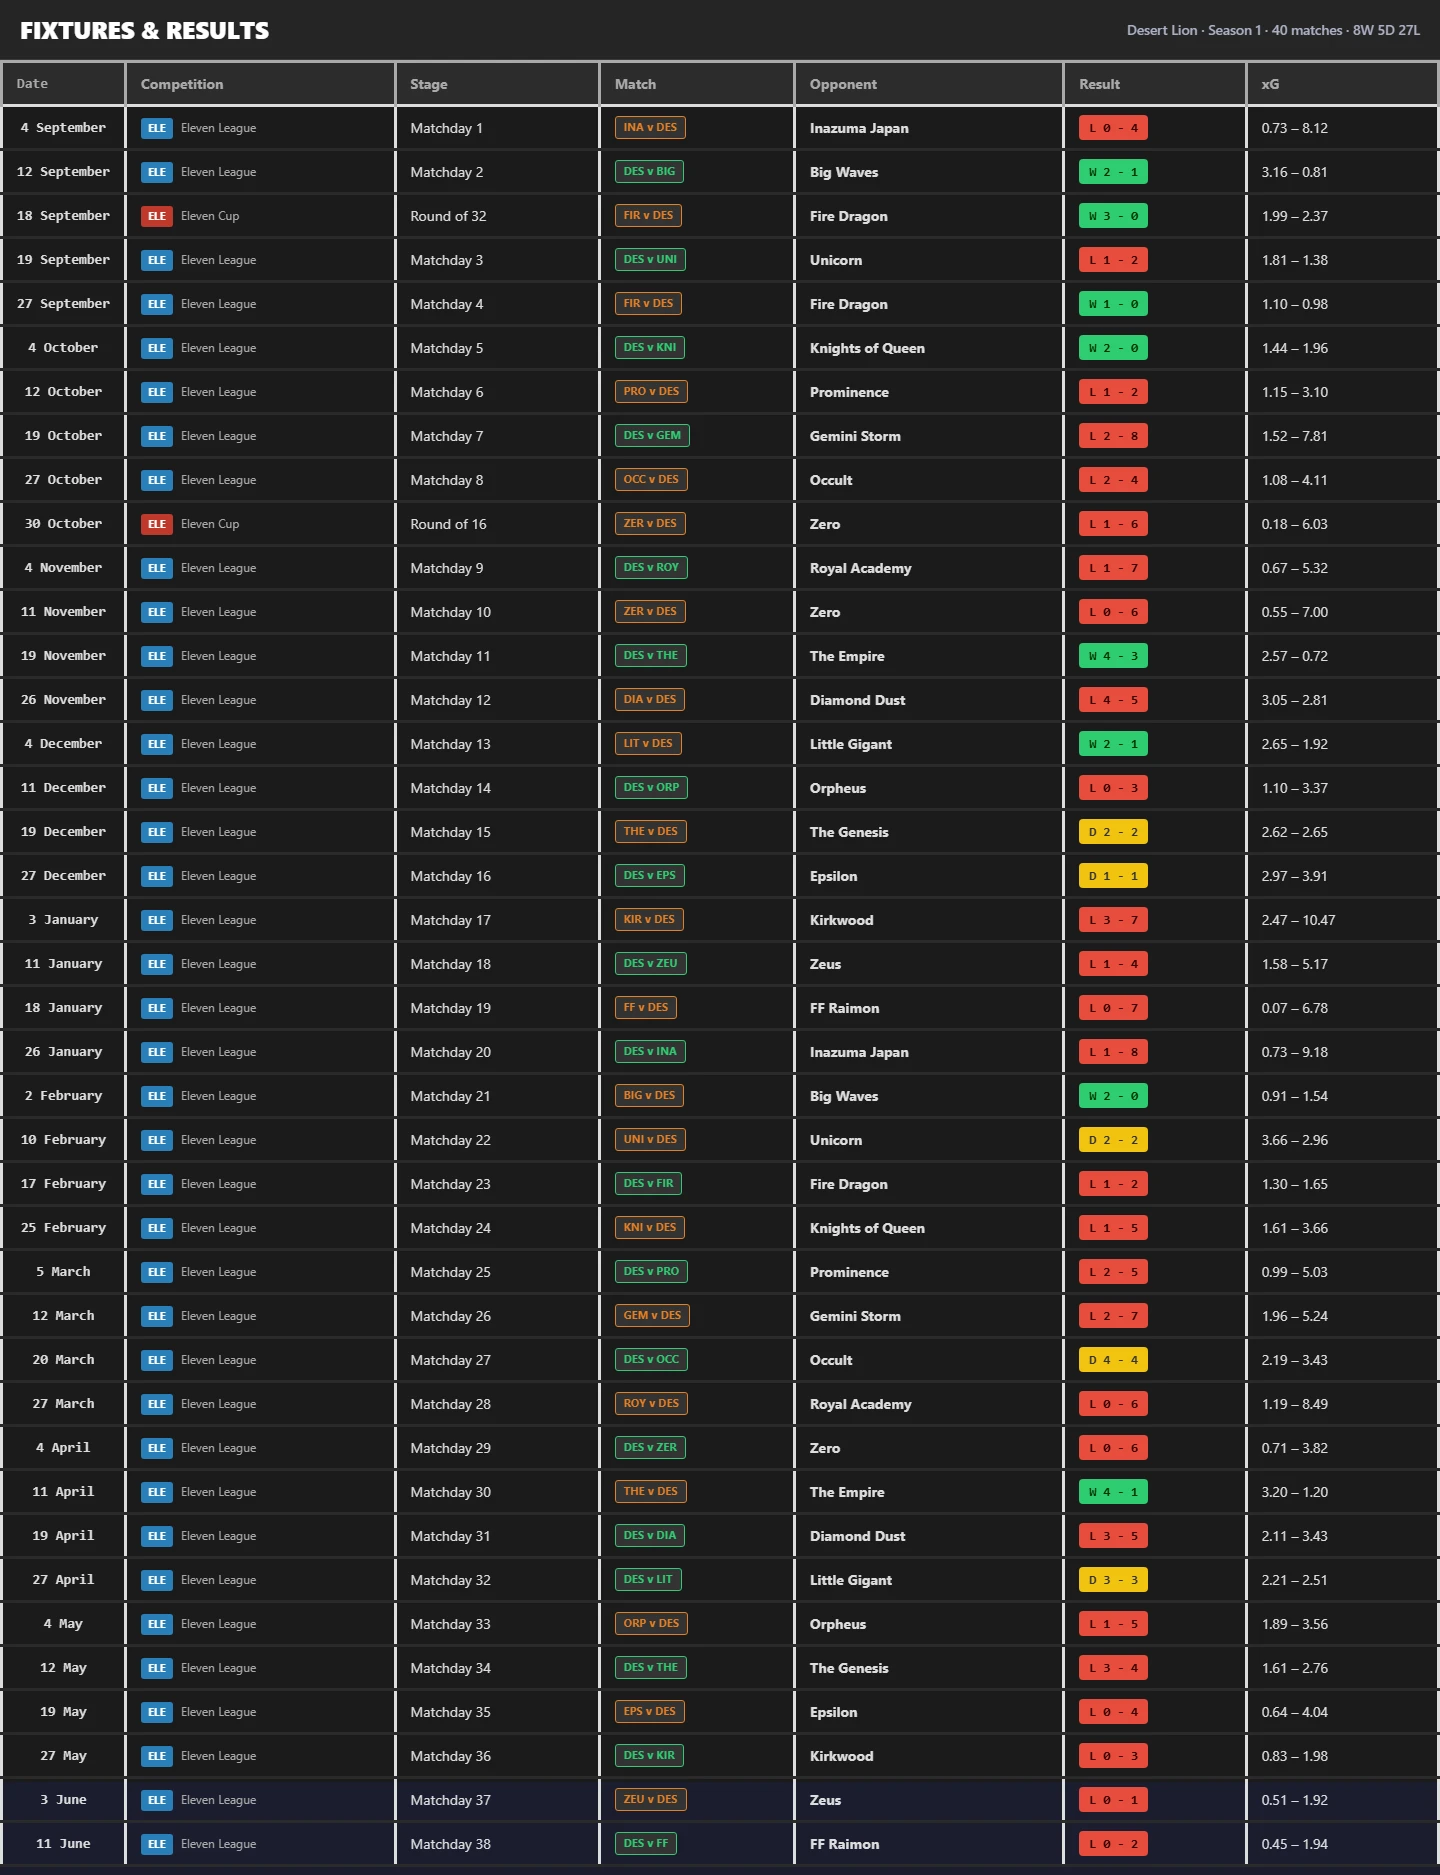 FIXTURES & RESULTS
Desert Lion · Season 1 · 40 matches · 8W 5D 27L
Date Competition Stage Match Opponent Result xG
4 September ELE Eleven League Matchday 1 INA v DES Inazuma Japan L 0 - 4 0.73 – 8.12
12 September ELE Eleven League Matchday 2 DES v BIG Big Waves W 2 - 1 3.16 – 0.81
18 September ELE Eleven Cup Round of 32 FIR v DES Fire Dragon W 3 - 0 1.99 – 2.37
19 September ELE Eleven League Matchday 3 DES v UNI Unicorn L 1 - 2 1.81 – 1.38
27 September ELE Eleven League Matchday 4 FIR v DES Fire Dragon W 1 - 0 1.10 – 0.98
4 October ELE Eleven League Matchday 5 DES v KNI Knights of Queen W 2 - 0 1.44 – 1.96
12 October ELE Eleven League Matchday 6 PRO v DES Prominence L 1 - 2 1.15 – 3.10
19 October ELE Eleven League Matchday 7 DES v GEM Gemini Storm L 2 - 8 1.52 – 7.81
27 October ELE Eleven League Matchday 8 OCC v DES Occult L 2 - 4 1.08 – 4.11
30 October ELE Eleven Cup Round of 16 ZER v DES Zero L 1 - 6 0.18 – 6.03
4 November ELE Eleven League Matchday 9 DES v ROY Royal Academy L 1 - 7 0.67 – 5.32
11 November ELE Eleven League Matchday 10 ZER v DES Zero L 0 - 6 0.55 – 7.00
19 November ELE Eleven League Matchday 11 DES v THE The Empire W 4 - 3 2.57 – 0.72
26 November ELE Eleven League Matchday 12 DIA v DES Diamond Dust L 4 - 5 3.05 – 2.81
4 December ELE Eleven League Matchday 13 LIT v DES Little Gigant W 2 - 1 2.65 – 1.92
11 December ELE Eleven League Matchday 14 DES v ORP Orpheus L 0 - 3 1.10 – 3.37
19 December ELE Eleven League Matchday 15 THE v DES The Genesis D 2 - 2 2.62 – 2.65
27 December ELE Eleven League Matchday 16 DES v EPS Epsilon D 1 - 1 2.97 – 3.91
3 January ELE Eleven League Matchday 17 KIR v DES Kirkwood L 3 - 7 2.47 – 10.47
11 January ELE Eleven League Matchday 18 DES v ZEU Zeus L 1 - 4 1.58 – 5.17
18 January ELE Eleven League Matchday 19 FF v DES FF Raimon L 0 - 7 0.07 – 6.78
26 January ELE Eleven League Matchday 20 DES v INA Inazuma Japan L 1 - 8 0.73 – 9.18
2 February ELE Eleven League Matchday 21 BIG v DES Big Waves W 2 - 0 0.91 – 1.54
10 February ELE Eleven League Matchday 22 UNI v DES Unicorn D 2 - 2 3.66 – 2.96
17 February ELE Eleven League Matchday 23 DES v FIR Fire Dragon L 1 - 2 1.30 – 1.65
25 February ELE Eleven League Matchday 24 KNI v DES Knights of Queen L 1 - 5 1.61 – 3.66
5 March ELE Eleven League Matchday 25 DES v PRO Prominence L 2 - 5 0.99 – 5.03
12 March ELE Eleven League Matchday 26 GEM v DES Gemini Storm L 2 - 7 1.96 – 5.24
20 March ELE Eleven League Matchday 27 DES v OCC Occult D 4 - 4 2.19 – 3.43
27 March ELE Eleven League Matchday 28 ROY v DES Royal Academy L 0 - 6 1.19 – 8.49
4 April ELE Eleven League Matchday 29 DES v ZER Zero L 0 - 6 0.71 – 3.82
11 April ELE Eleven League Matchday 30 THE v DES The Empire W 4 - 1 3.20 – 1.20
19 April ELE Eleven League Matchday 31 DES v DIA Diamond Dust L 3 - 5 2.11 – 3.43
27 April ELE Eleven League Matchday 32 DES v LIT Little Gigant D 3 - 3 2.21 – 2.51
4 May ELE Eleven League Matchday 33 ORP v DES Orpheus L 1 - 5 1.89 – 3.56
12 May ELE Eleven League Matchday 34 DES v THE The Genesis L 3 - 4 1.61 – 2.76
19 May ELE Eleven League Matchday 35 EPS v DES Epsilon L 0 - 4 0.64 – 4.04
27 May ELE Eleven League Matchday 36 DES v KIR Kirkwood L 0 - 3 0.83 – 1.98
3 June ELE Eleven League Matchday 37 ZEU v DES Zeus L 0 - 1 0.51 – 1.92
11 June ELE Eleven League Matchday 38 DES v FF FF Raimon L 0 - 2 0.45 – 1.94